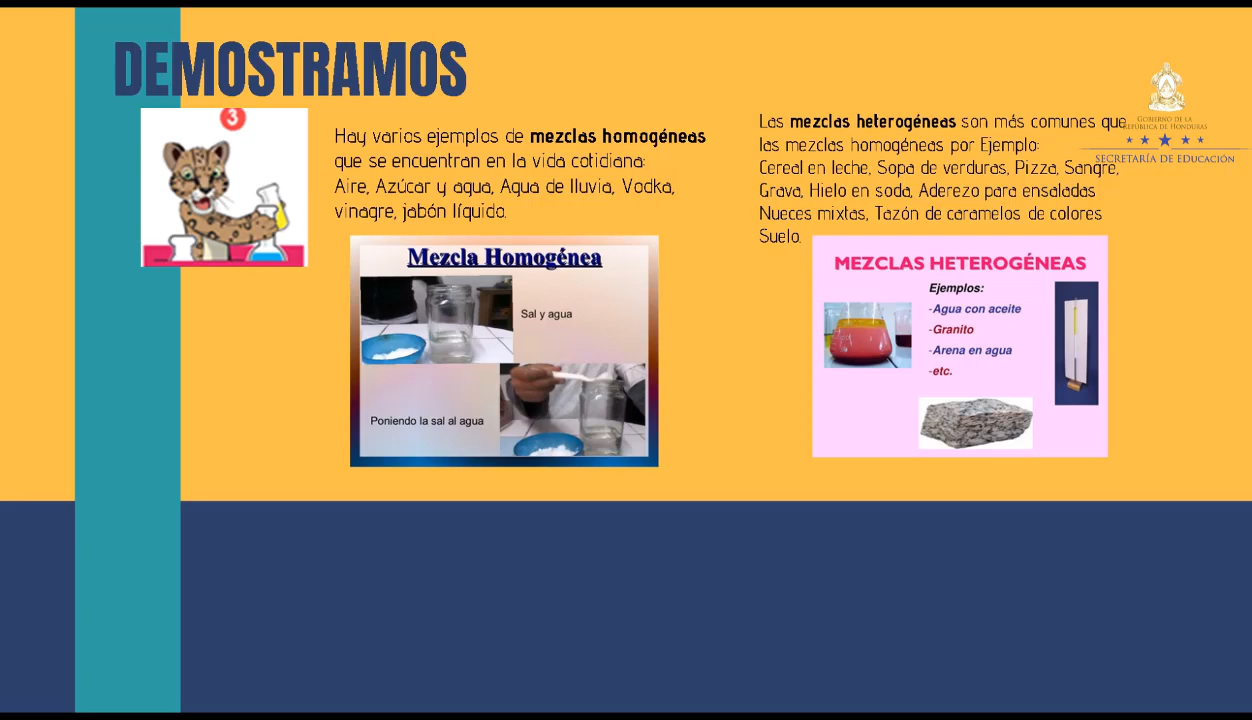 DEMOSTRAMOS
3
Hay varios ejemplos de mezclas homogéneas
que se encuentran en la vida cotidiana:
Aire, Azúcar y agua, Agua de lluvia, Vodka,
vinagre, jabón líquido.
Mezcla Homogénea
Sal y agua
Poniendo la sal al agua
Las mezclas heterogéneas son más comunes que
las mezclas homogéneas por Ejemplo:
Cereal en leche, Sopa de verduras, Pizza, Sangre,
Grava, Hielo en soda, Aderezo para ensaladas
Nueces mixtas, Tazón de caramelos de colores
Suelo.
MEZCLAS HETEROGÉNEAS
Ejemplos:
-Agua con aceite
-Granito
-Arena en agua
-etc.
GOBIERNO DE LA
REPÚBLICA DE HONDURAS
SECRETARÍA DE EDUCACIÓN